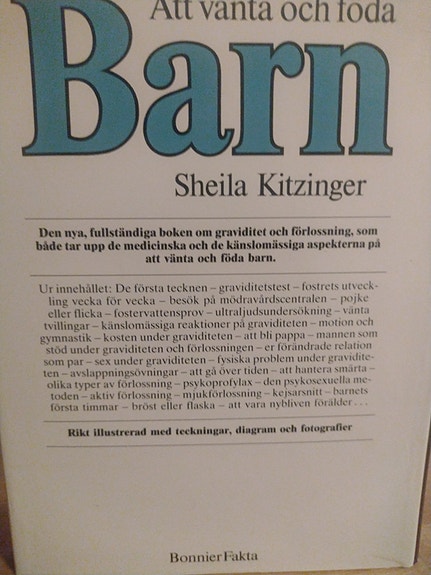 Att vänta och föda
Barn
Sheila Kitzinger
Den nya, fullständiga boken om graviditet och förlossning, som
både tar upp de medicinska och de känslomässiga aspekterna på
att vänta och föda barn.
Ur innehållet: De första tecknen – graviditetstest – fostrets utveck-
ling vecka för vecka – besök på mödravårdscentralen – pojke
eller flicka – fostervattensprov – ultraljudsundersökning – vänta
tvillingar – känslomässiga reaktioner på graviditeten – motion och
gymnastik – kosten under graviditeten – att bli pappa – mannen som
stöd under graviditeten och förlossningen – er förändrade relation
som par – sex under graviditeten – fysiska problem under gravidite-
ten – avslappningsövningar – att gå över tiden – att hantera smärta –
olika typer av förlossning – psykoprofylax – den psykosexuella me-
toden – aktiv förlossning – mjukförlossning – kejsarsnitt – barnets
första timmar – bröst eller flaska – att vara nybliven förälder...
Rikt illustrerad med teckningar, diagram och fotografier
BonnierFakta